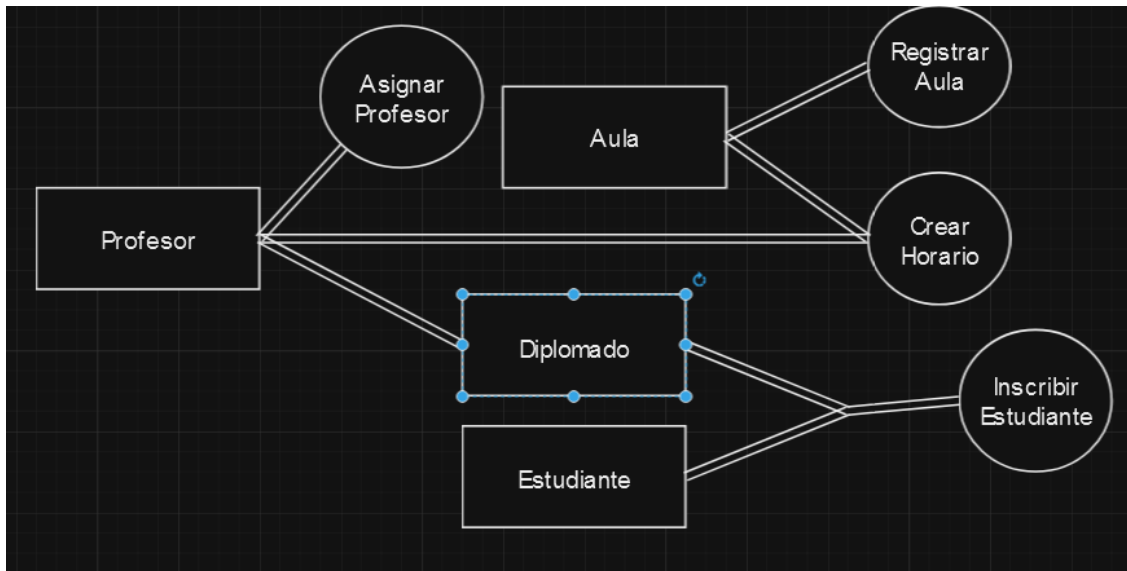 Asignar
Profesor
Registrar
Aula
Aula
Profesor
Crear
Horario
Diplomado
Inscribir
Estudiante
Estudiante